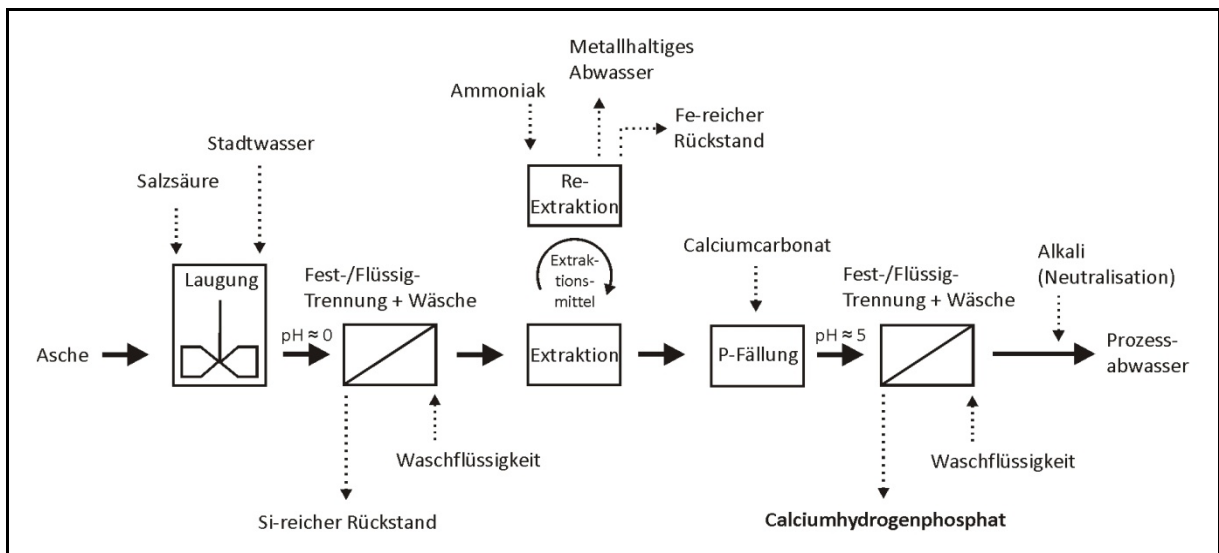 Metallhaltiges
Abwasser
Ammoniak
Fe-reicher
Rückstand
Stadtwasser
Salzsäure
Re-
Extraktion
Calciumcarbonat
Alkali
(Neutralisation)
Laugung
Fest-/Flüssig-
Trennung + Wäsche
Extrak-
tions-
mittel
Fest-/Flüssig-
Trennung + Wäsche
Asche
pH ≈ 0
Extraktion
P-Fällung
pH ≈ 5
Prozess-
abwasser
Waschflüssigkeit
Waschflüssigkeit
Si-reicher Rückstand
Calciumhydrogenphosphat